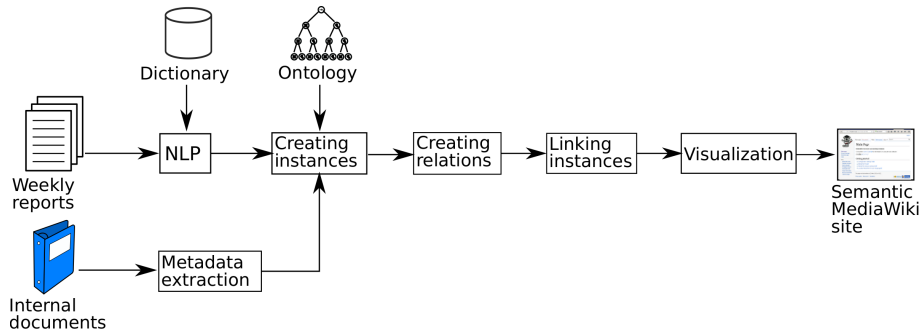 Dictionary
Ontology
NLP
Creating
instances
Creating
relations
Linking
instances
Visualization
Weekly
reports
Semantic
MediaWiki
site
Metadata
extraction
Internal
documents